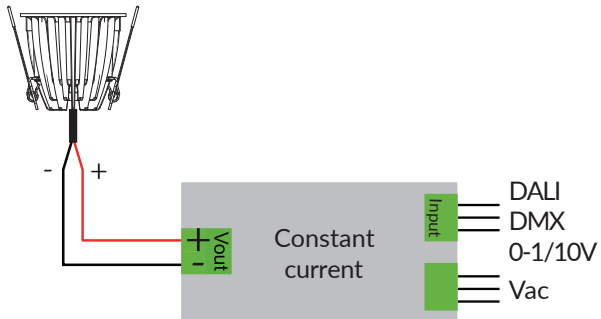 - +
+ Vout
-
Constant
current
Input
DALI
DMX
0-1/10V
Vac